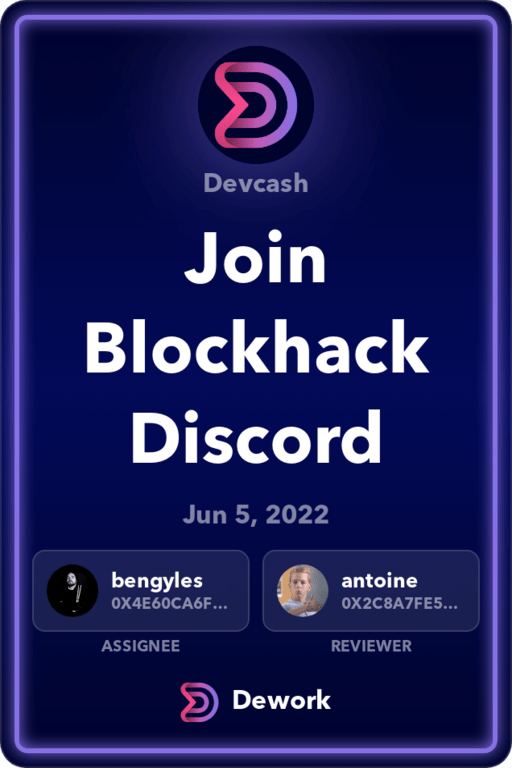 Devcash
Join
Blockhack
Discord
Jun 5, 2022
bengyles
0X4E60CA6F...
antoine
0X2C8A7FE5...
ASSIGNEE
REVIEWER
Dework